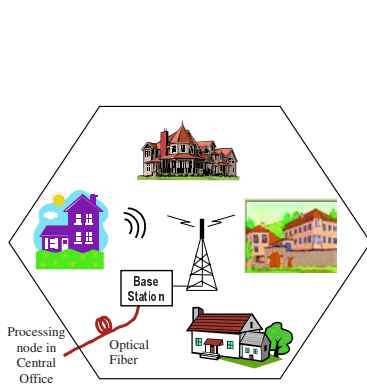 Base
Station
Processing
node in
Central
Office
Optical
Fiber